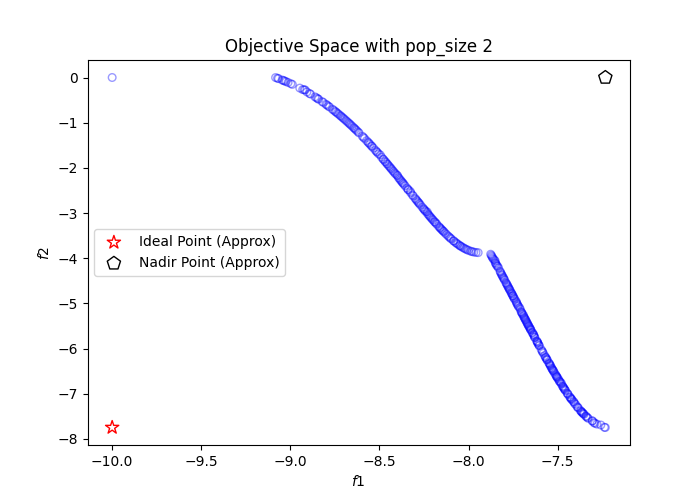 Objective Space with pop_size 2
0
−1
−2
−3
−4
−5
−6
−7
−8
f2
Ideal Point (Approx)
Nadir Point (Approx)
−10.0 −9.5 −9.0 −8.5 −8.0 −7.5
f1